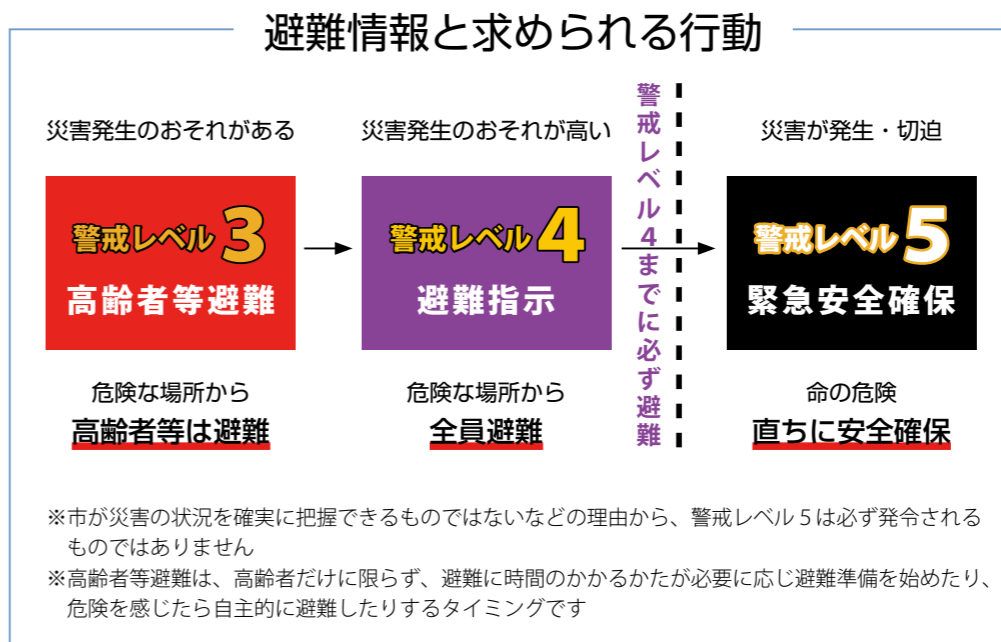 避難情報と求められる行動
災害発生のおそれがある
警戒レベル3
高齢者等避難
危険な場所から
高齢者等は避難
災害発生のおそれが高い
警戒レベル4
避難指示
危険な場所から
全員避難
警戒レベル4までに必ず避難
災害が発生・切迫
警戒レベル5
緊急安全確保
命の危険
直ちに安全確保
※市が災害の状況を確実に把握できるものではないなどの理由から、警戒レベル5は必ず発令される
ものではありません
※高齢者等避難は、高齢者だけに限らず、避難に時間のかかるかたが必要に応じ避難準備を始めたり、
危険を感じたら自主的に避難したりするタイミングです